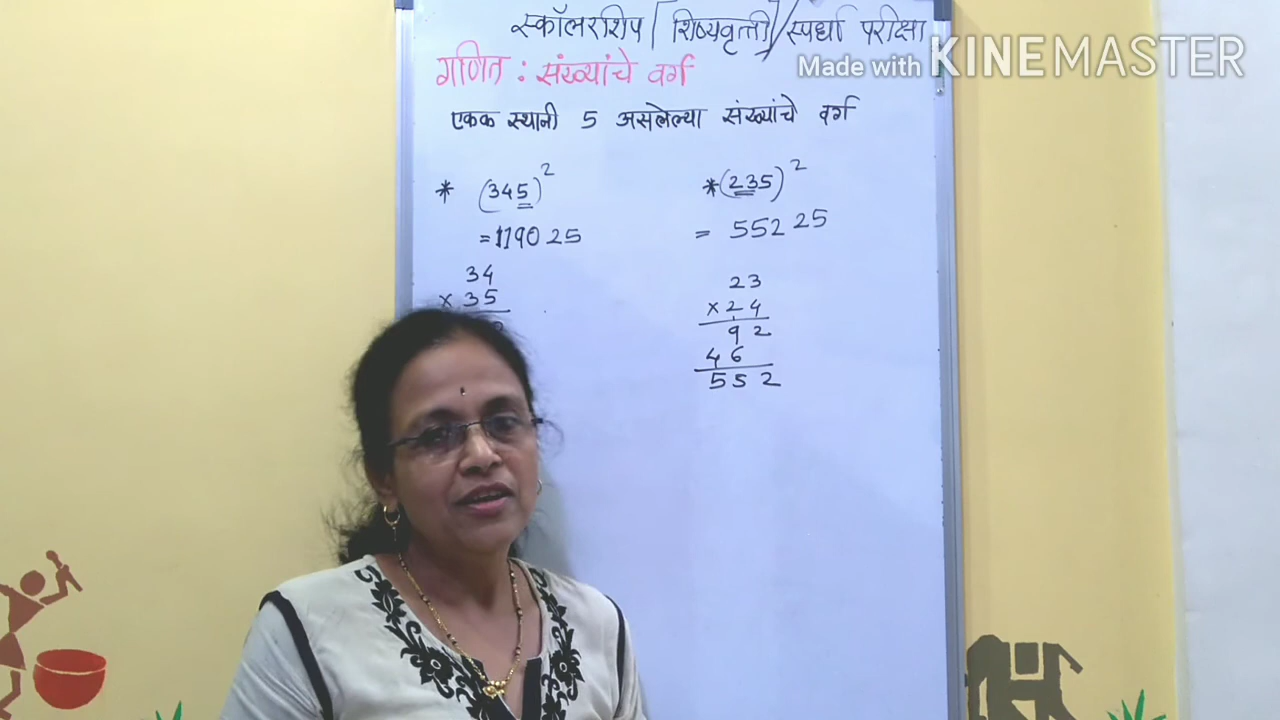 स्कॉलरशिप [शिष्यवृत्ती]/स्पर्धा परीक्षा
Made with KINEMASTER
गणित : संख्यांचे वर्ग
एकक स्थानी 5 असलेल्या संख्यांचे वर्ग
* (345)²
= 119025
34
× 35
* (235)²
= 55225
23
× 24
92
46
552